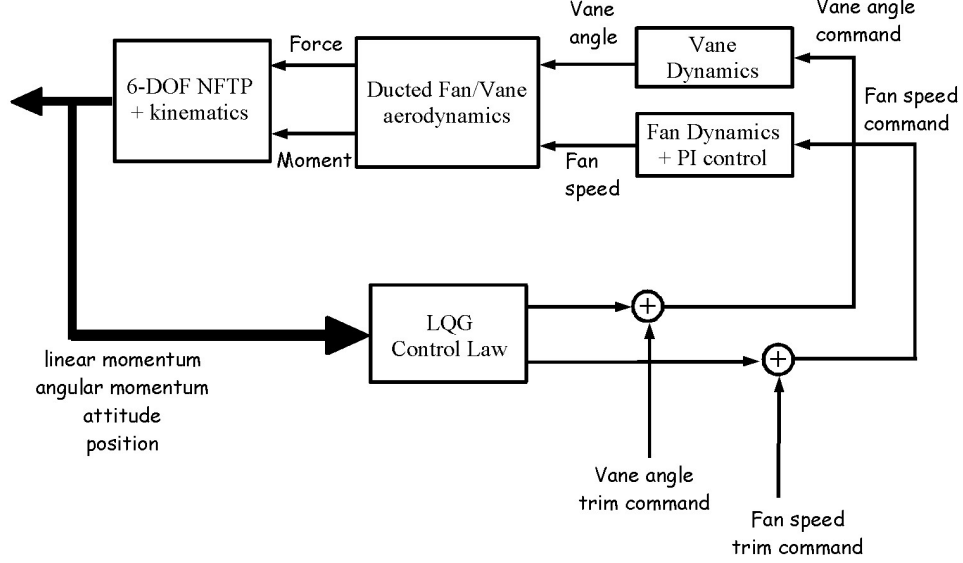 Vane angle
command
Vane
angle
Vane
Dynamics
Force
6-DOF NFTP
+ kinematics
Ducted Fan/Vane
aerodynamics
Fan speed
command
Fan Dynamics
+ PI control
Moment
Fan
speed
LQG
Control Law
+
+
linear momentum
angular momentum
attitude
position
Vane angle
trim command
Fan speed
trim command